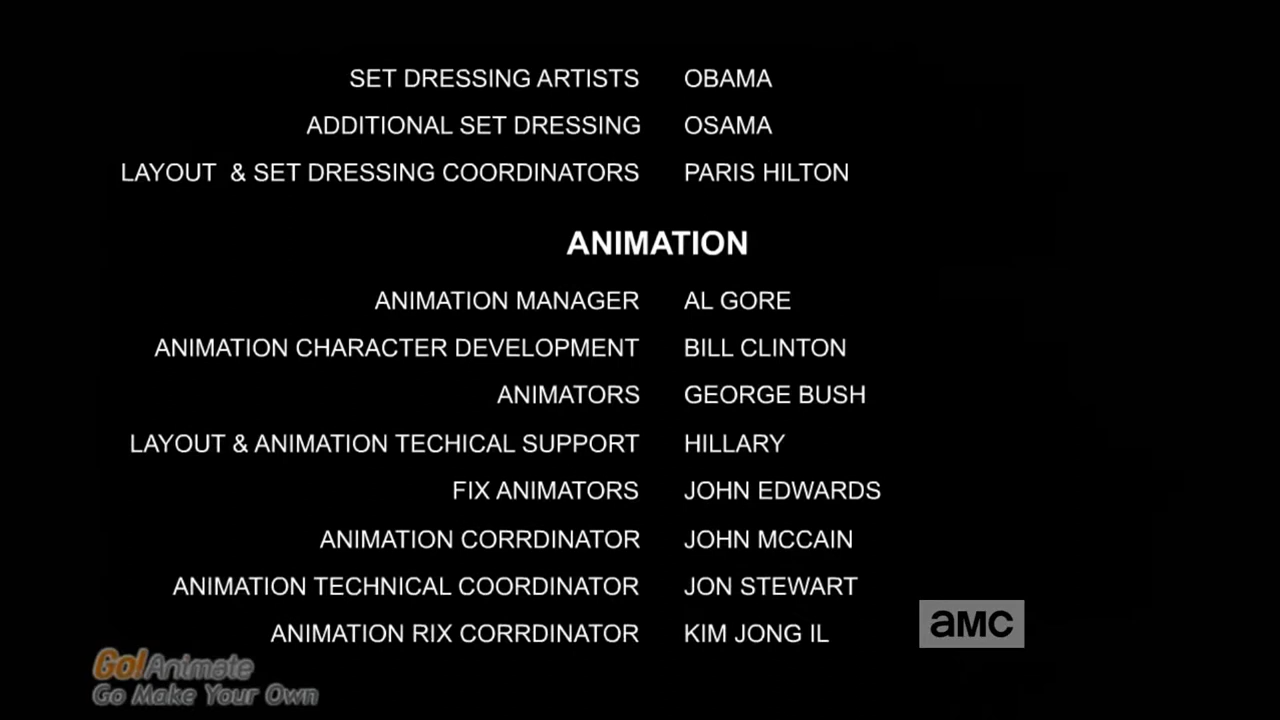 SET DRESSING ARTISTS OBAMA
ADDITIONAL SET DRESSING OSAMA
LAYOUT & SET DRESSING COORDINATORS PARIS HILTON
ANIMATION
ANIMATION MANAGER AL GORE
ANIMATION CHARACTER DEVELOPMENT BILL CLINTON
ANIMATORS GEORGE BUSH
LAYOUT & ANIMATION TECHICAL SUPPORT HILLARY
FIX ANIMATORS JOHN EDWARDS
ANIMATION CORRDINATOR JOHN MCCAIN
ANIMATION TECHNICAL COORDINATOR JON STEWART
ANIMATION RIX CORRDINATOR KIM JONG IL
aMC
Go!Animate
Go Make Your Own